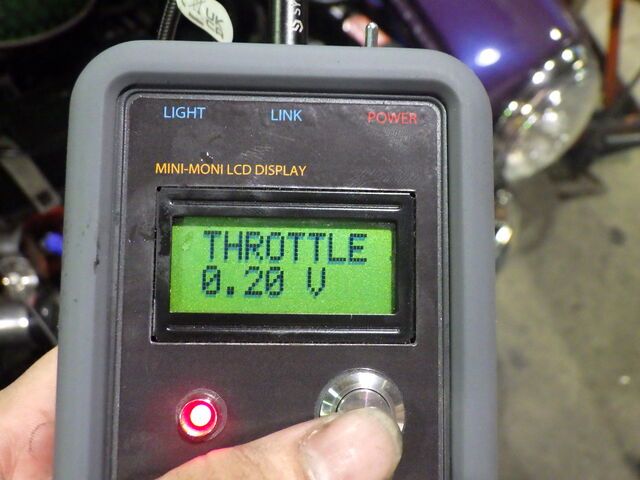 LIGHT LINK POWER
MINI-MONI LCD DISPLAY
THROTTLE
0.20 V